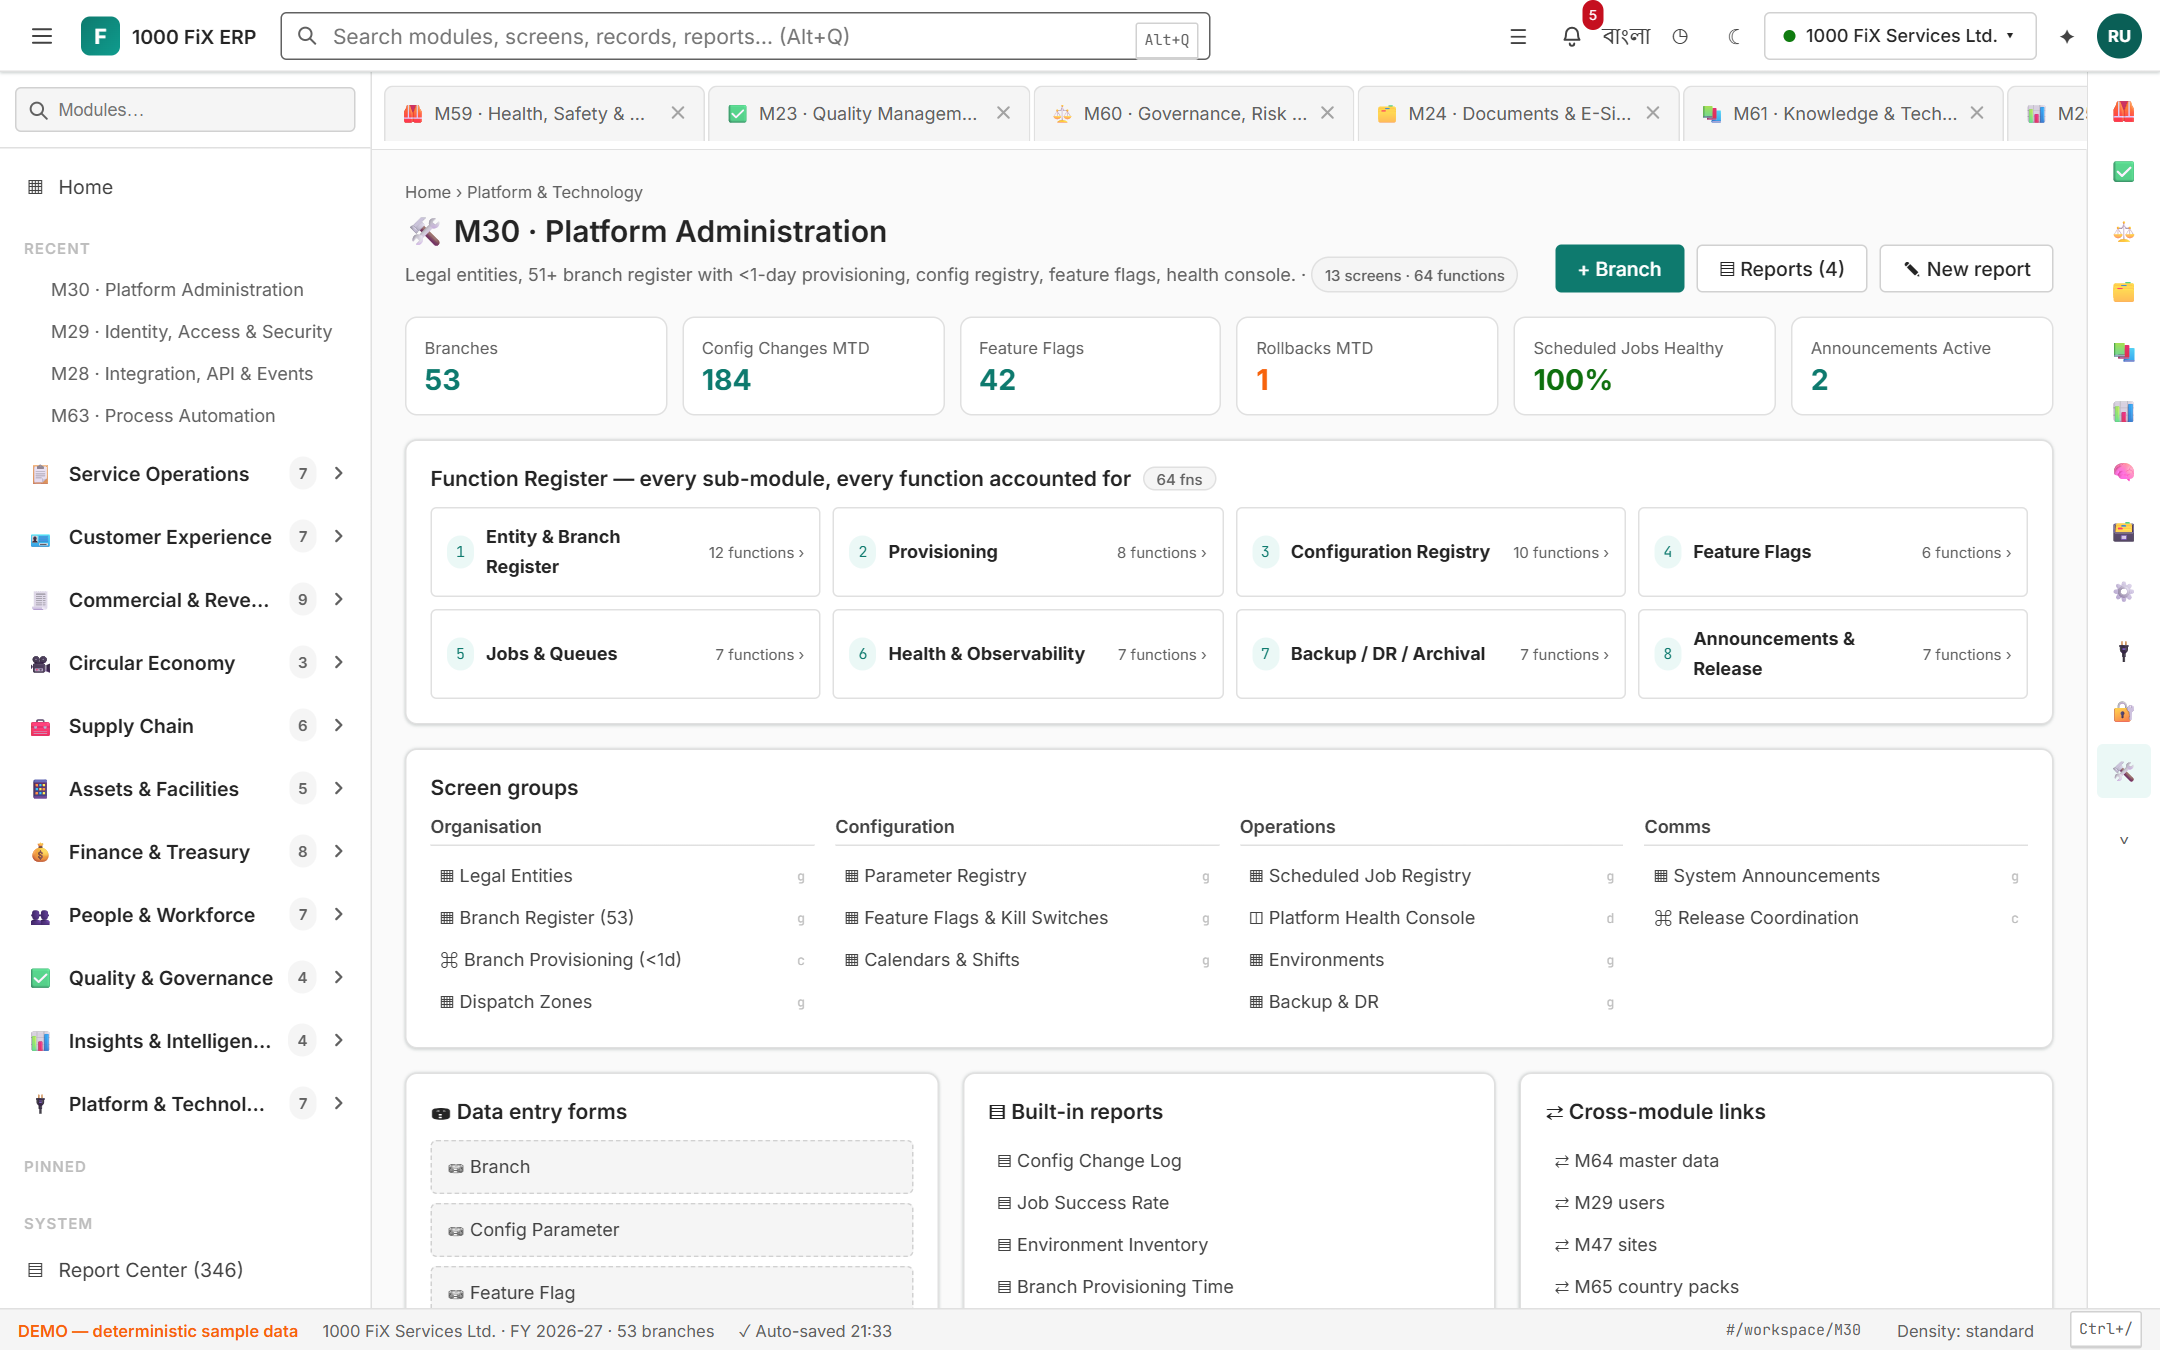 F 1000 FiX ERP
Search modules, screens, records, reports... (Alt+Q) Alt+Q
5
বাংলা
1000 FiX Services Ltd.
RU
Modules...
M59 · Health, Safety & ...
M23 · Quality Managem...
M60 · Governance, Risk ...
M24 · Documents & E-Si...
M61 · Knowledge & Tech...
Home
RECENT
M30 · Platform Administration
M29 · Identity, Access & Security
M28 · Integration, API & Events
M63 · Process Automation
Service Operations 7
Customer Experience 7
Commercial & Reve... 9
Circular Economy 3
Supply Chain 6
Assets & Facilities 5
Finance & Treasury 8
People & Workforce 7
Quality & Governance 4
Insights & Intelligen... 4
Platform & Technol... 7
PINNED
SYSTEM
Report Center (346)
Home › Platform & Technology
M30 · Platform Administration
Legal entities, 51+ branch register with <1-day provisioning, config registry, feature flags, health console. · 13 screens · 64 functions
+ Branch
Reports (4)
New report
Branches
53
Config Changes MTD
184
Feature Flags
42
Rollbacks MTD
1
Scheduled Jobs Healthy
100%
Announcements Active
2
Function Register — every sub-module, every function accounted for 64 fns
1 Entity & Branch Register 12 functions ›
2 Provisioning 8 functions ›
3 Configuration Registry 10 functions ›
4 Feature Flags 6 functions ›
5 Jobs & Queues 7 functions ›
6 Health & Observability 7 functions ›
7 Backup / DR / Archival 7 functions ›
8 Announcements & Release 7 functions ›
Screen groups
Organisation
Legal Entities g
Branch Register (53) g
Branch Provisioning (<1d) c
Dispatch Zones g
Configuration
Parameter Registry g
Feature Flags & Kill Switches g
Calendars & Shifts g
Operations
Scheduled Job Registry g
Platform Health Console d
Environments g
Backup & DR g
Comms
System Announcements g
Release Coordination c
Data entry forms
Branch
Config Parameter
Feature Flag
Built-in reports
Config Change Log
Job Success Rate
Environment Inventory
Branch Provisioning Time
Cross-module links
M64 master data
M29 users
M47 sites
M65 country packs
DEMO — deterministic sample data
1000 FiX Services Ltd. · FY 2026-27 · 53 branches
✓ Auto-saved 21:33
#/workspace/M30
Density: standard
Ctrl+/